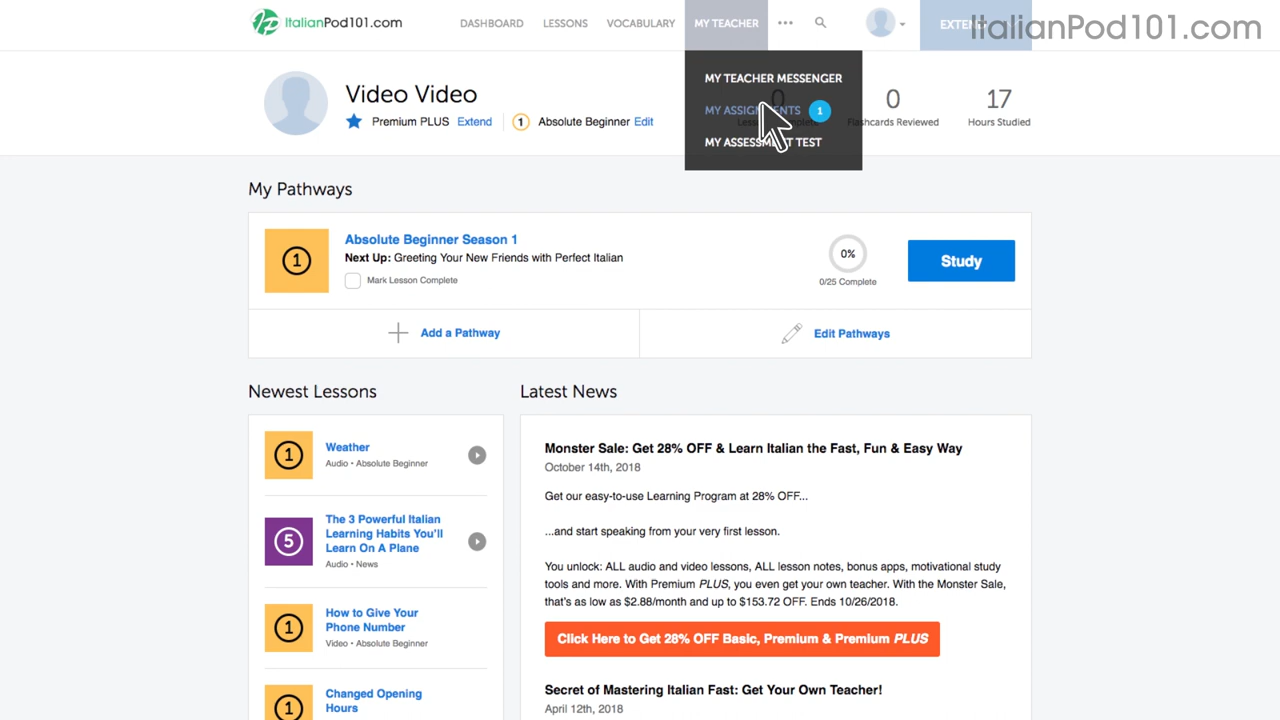 ItalianPod101.com
DASHBOARD
LESSONS
VOCABULARY
MY TEACHER
ItalianPod101.com
MY TEACHER MESSENGER
1
MY ASSESSMENT TEST
Video Video
Premium PLUS
Extend
1
Absolute Beginner
Edit
0
Flashcards Reviewed
17
Hours Studied
My Pathways
1
Absolute Beginner Season 1
Next Up: Greeting Your New Friends with Perfect Italian
Mark Lesson Complete
0%
0/25 Complete
Study
Add a Pathway
Edit Pathways
Newest Lessons
1
Weather
Audio • Absolute Beginner
5
The 3 Powerful Italian
Learning Habits You'll
Learn On A Plane
Audio • News
1
How to Give Your
Phone Number
Video • Absolute Beginner
1
Changed Opening
Hours
Latest News
Monster Sale: Get 28% OFF & Learn Italian the Fast, Fun & Easy Way
October 14th, 2018
Get our easy-to-use Learning Program at 28% OFF...
...and start speaking from your very first lesson.
You unlock: ALL audio and video lessons, ALL lesson notes, bonus apps, motivational study
tools and more. With Premium PLUS, you even get your own teacher. With the Monster Sale,
that's as low as $2.88/month and up to $153.72 OFF. Ends 10/26/2018.
Click Here to Get 28% OFF Basic, Premium & Premium PLUS
Secret of Mastering Italian Fast: Get Your Own Teacher!
April 12th, 2018